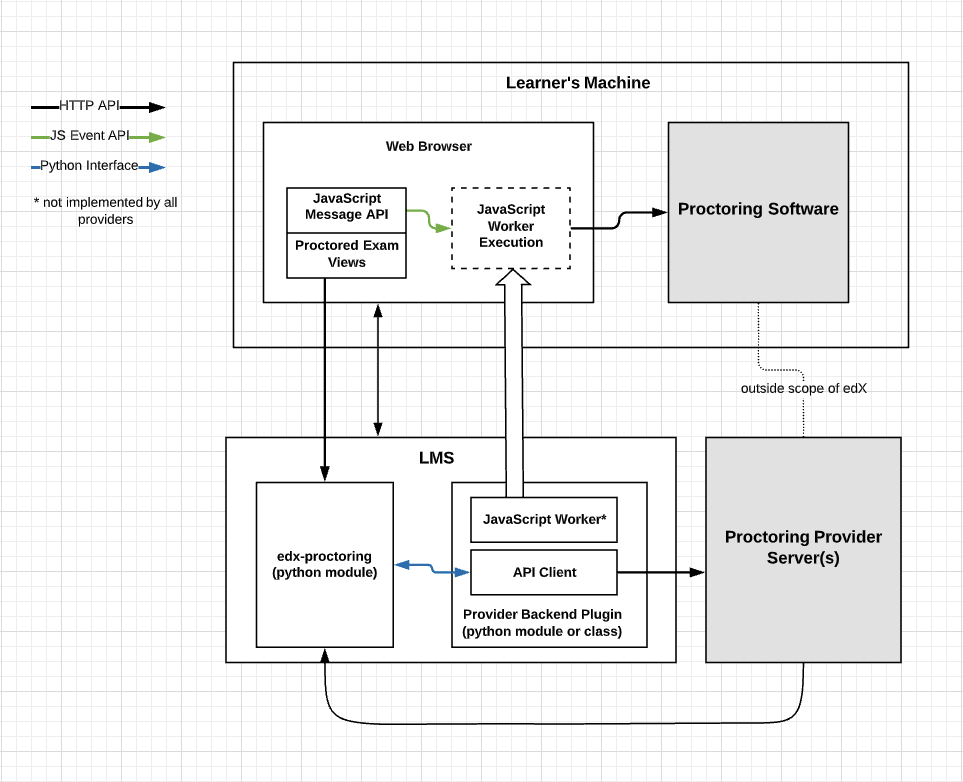 Learner's Machine
HTTP API
JS Event API
Python Interface
* not implemented by all
providers
Web Browser
JavaScript
Message API
Proctored Exam
Views
JavaScript
Worker
Execution
Proctoring Software
outside scope of edX
LMS
edx-proctoring
(python module)
JavaScript Worker*
API Client
Provider Backend Plugin
(python module or class)
Proctoring Provider
Server(s)